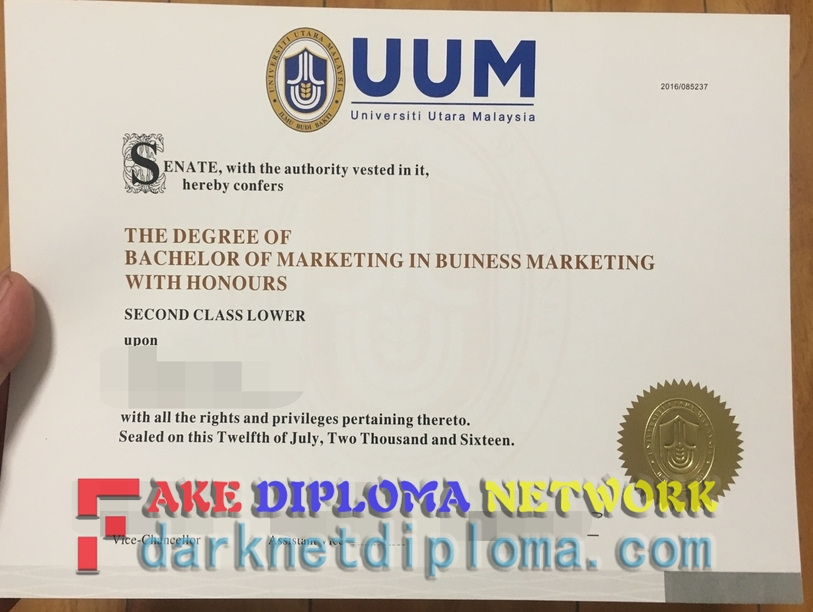 UUM
Universiti Utara Malaysia
UNIVERSITI UTARA MALAYSIA
ILMU BUDI BAKTI
2016/085237
SENATE, with the authority vested in it,
hereby confers
THE DEGREE OF
BACHELOR OF MARKETING IN BUINESS MARKETING
WITH HONOURS
SECOND CLASS LOWER
upon
with all the rights and privileges pertaining thereto.
Sealed on this Twelfth of July, Two Thousand and Sixteen.
FAKE DIPLOMA NETWORK
Vice-Chancellor
darknetdiploma.com